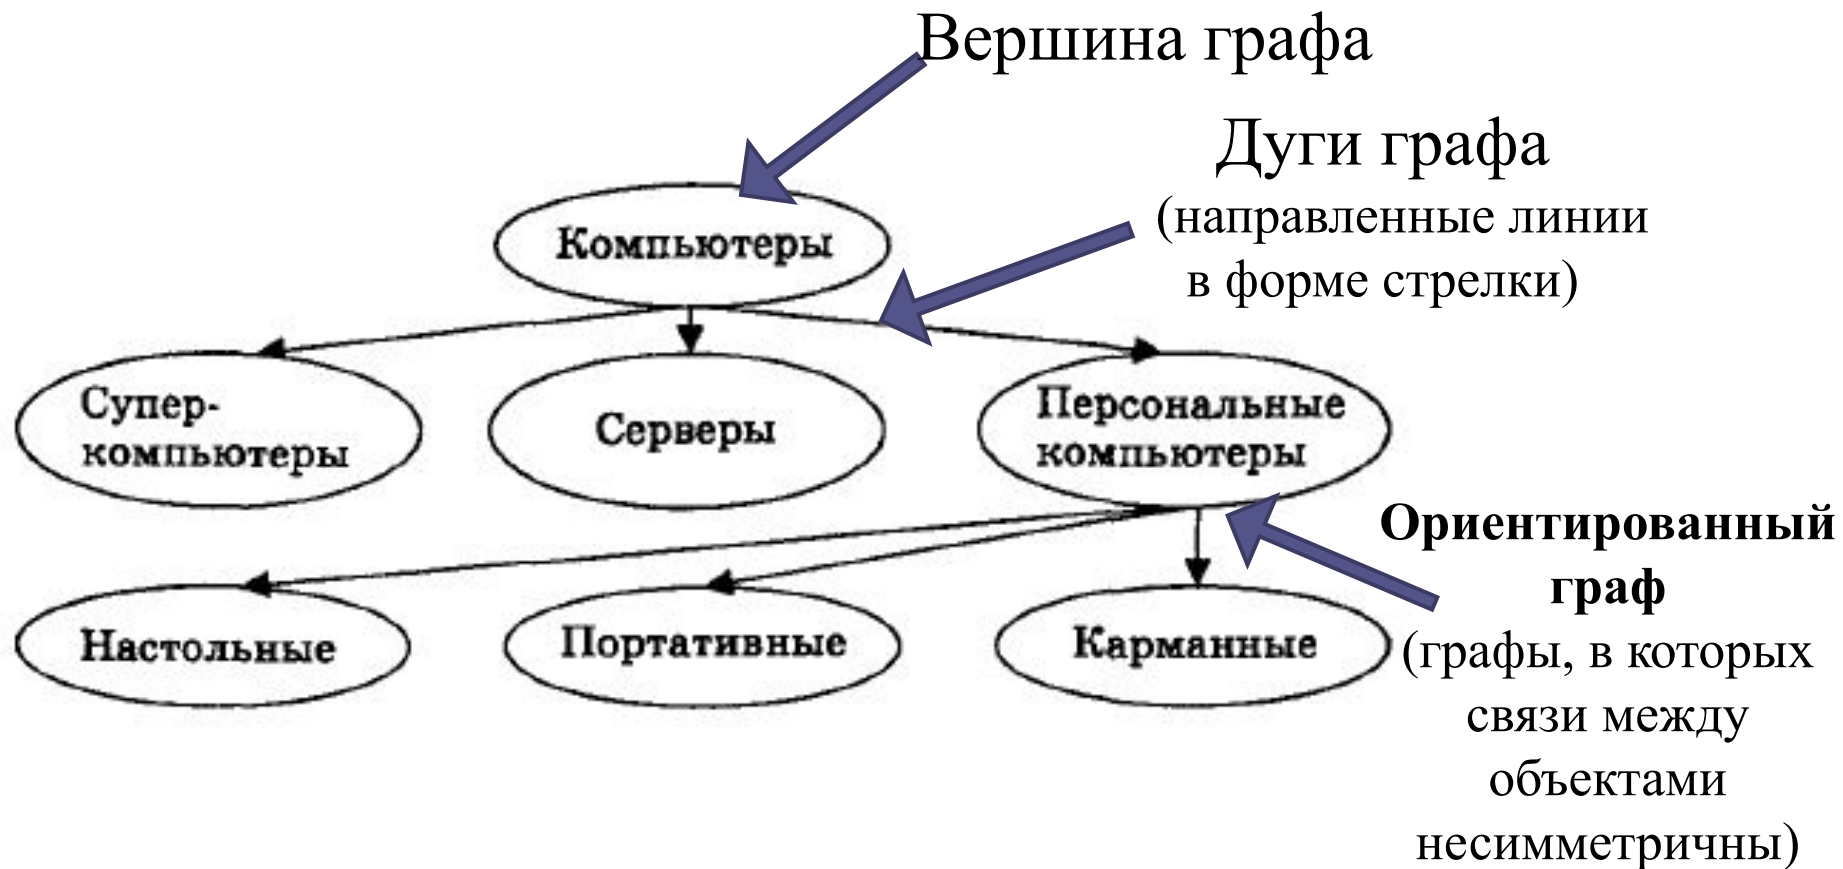 Вершина графа
Дуги графа
(направленные линии
в форме стрелки)
Компьютеры
Супер-
компьютеры
Серверы
Персональные
компьютеры
Ориентированный
граф
(графы, в которых
связи между
объектами
несимметричны)
Настольные
Портативные
Карманные